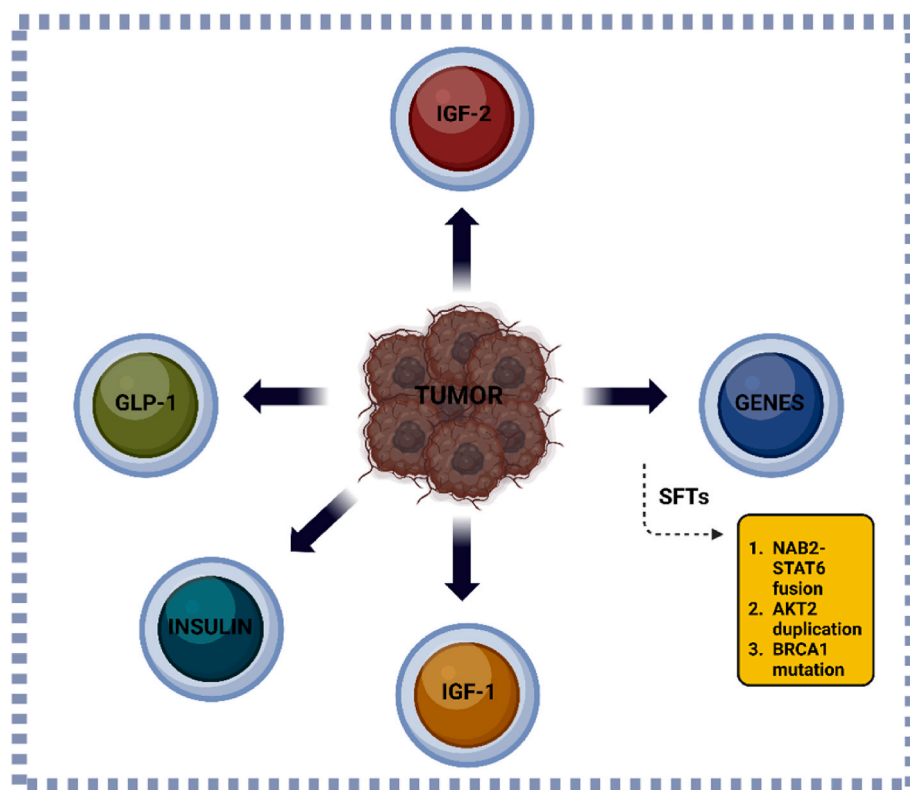 IGF-2
GLP-1
TUMOR
GENES
SFTs
1. NAB2-
STAT6
fusion
2. AKT2
duplication
3. BRCA1
mutation
INSULIN
IGF-1